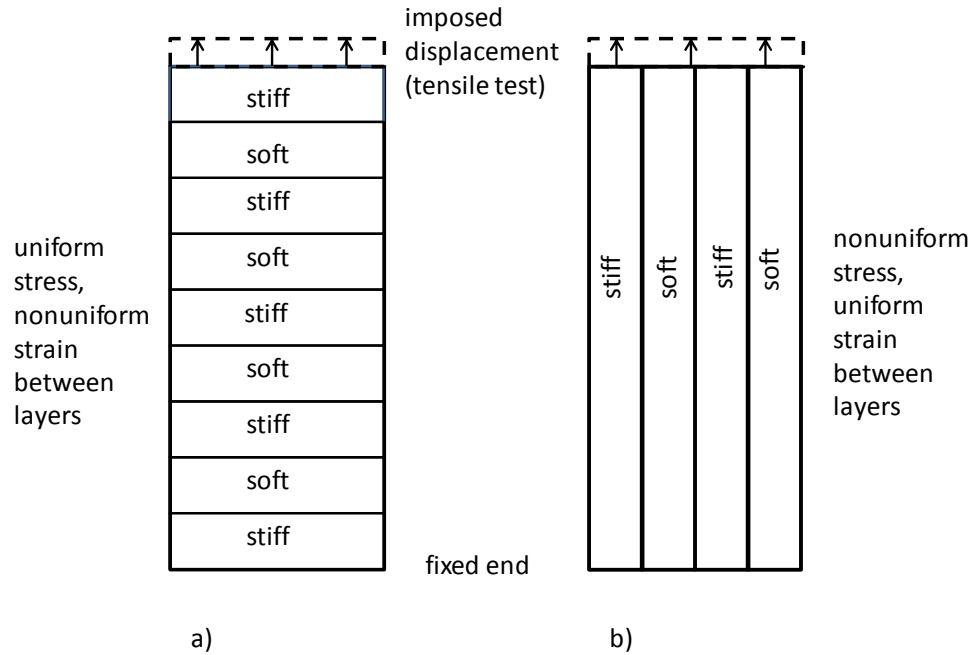 imposed
displacement
(tensile test)
uniform
stress,
nonuniform
strain
between
layers
stiff
soft
stiff
soft
stiff
soft
stiff
soft
stiff
fixed end
stiff
soft
stiff
soft
nonuniform
stress,
uniform
strain
between
layers
a)
b)